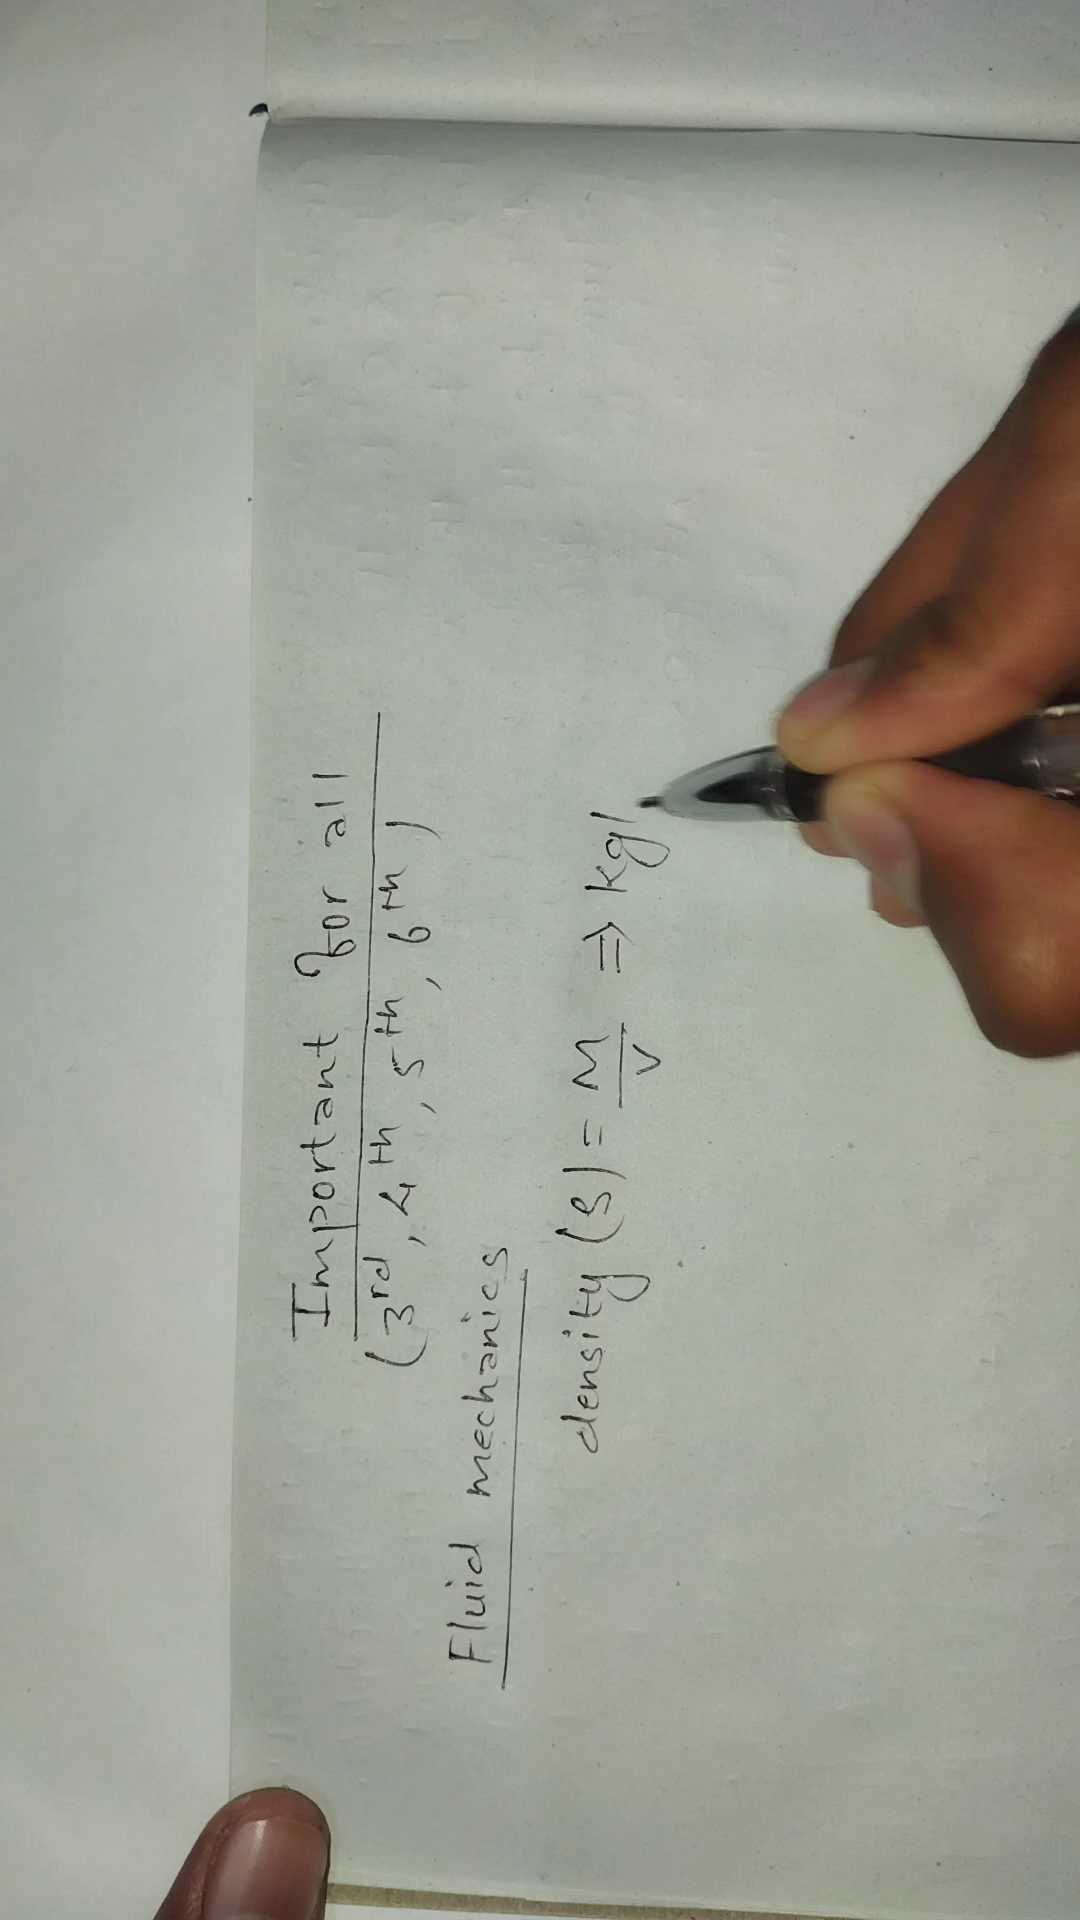 Important for all
(3rd, 4th, 5th, 6th)
Fluid mechanics
density (ρ) = M/V ⇒ kg/